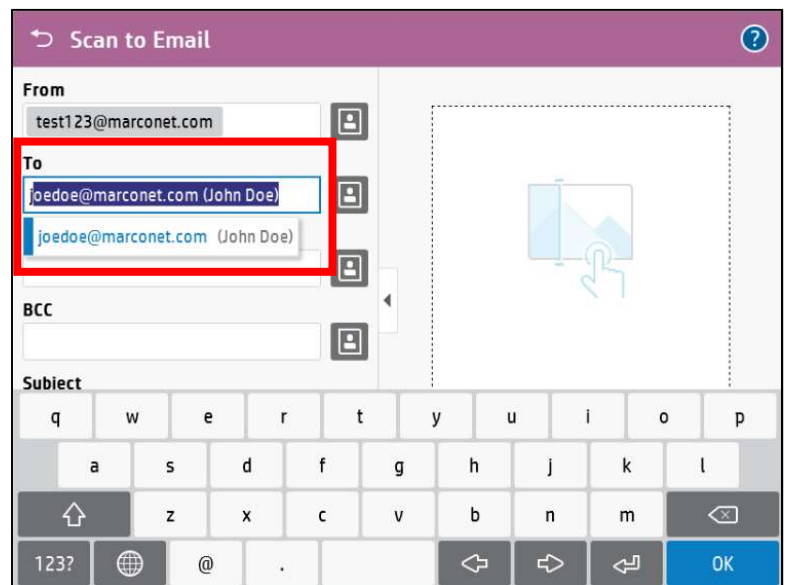 Scan to Email
?
From
test123@marconet.com
To
joedoe@marconet.com (John Doe)
joedoe@marconet.com (John Doe)
BCC
Subject
q w e r t y u i o p
a s d f g h j k l
z x c v b n m
123? @ . OK